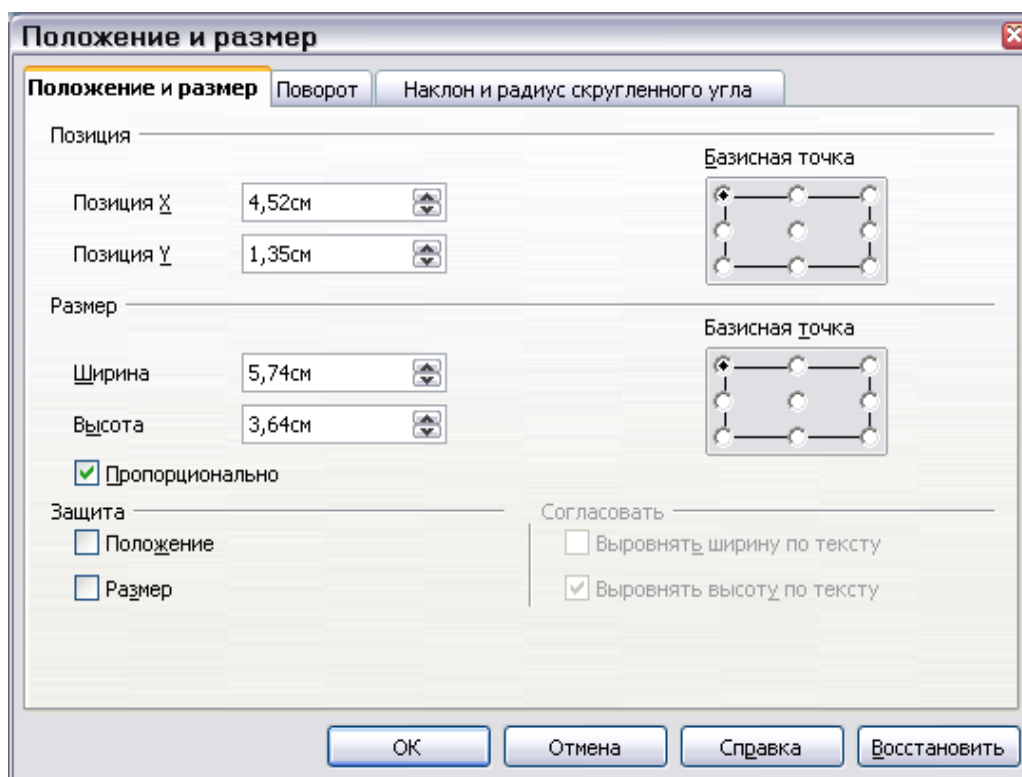 Положение и размер
Положение и размер Поворот Наклон и радиус скругленного угла
Позиция
Базисная точка
Позиция X 4,52см
Позиция Y 1,35см
Размер
Базисная точка
Ширина 5,74см
Высота 3,64см
Пропорционально
Защита Согласовать
Положение Выровнять ширину по тексту
Размер Выровнять высоту по тексту
ОК Отмена Справка Восстановить